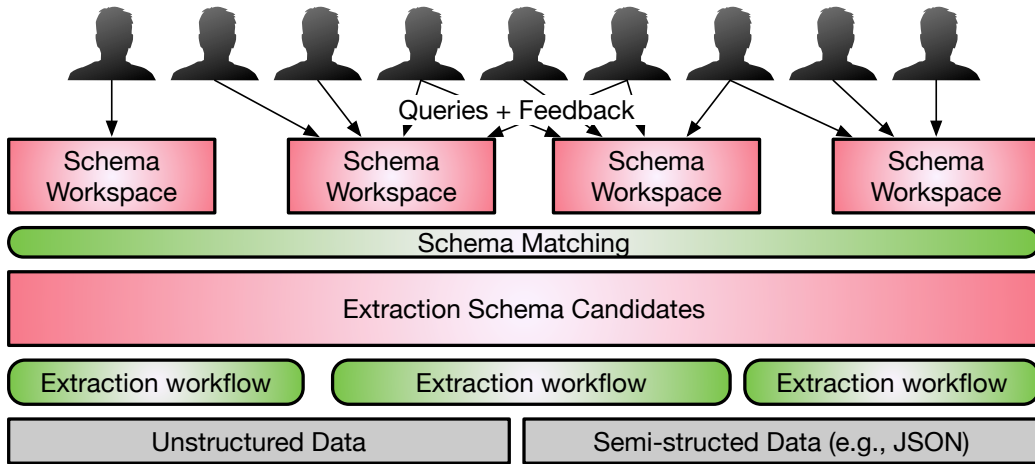 Queries + Feedback
Schema
Workspace
Schema
Workspace
Schema
Workspace
Schema
Workspace
Schema Matching
Extraction Schema Candidates
Extraction workflow
Extraction workflow
Extraction workflow
Unstructured Data
Semi-structed Data (e.g., JSON)